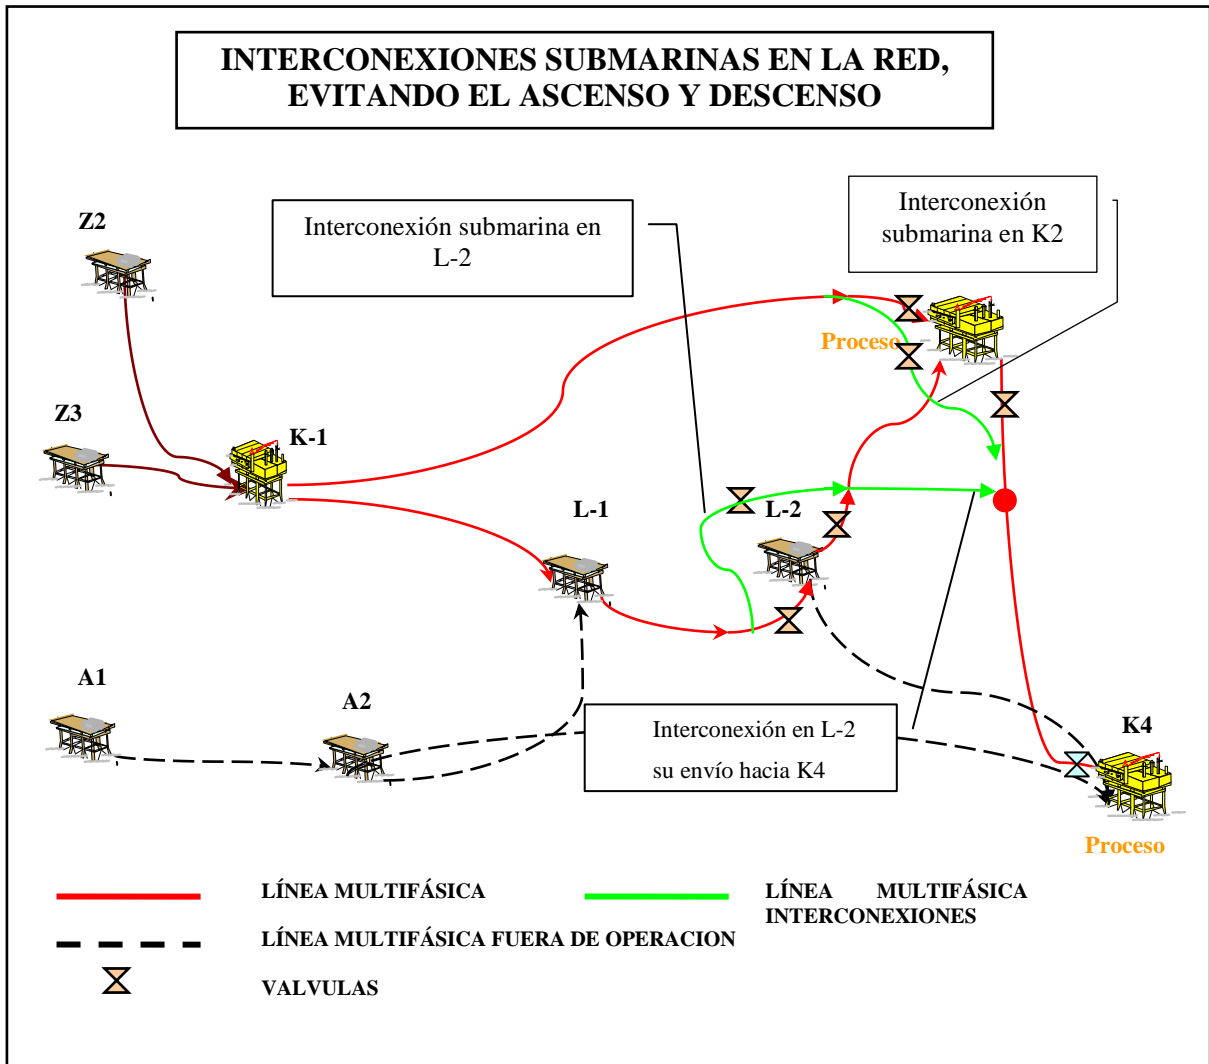 INTERCONEXIONES SUBMARINAS EN LA RED,
EVITANDO EL ASCENSO Y DESCENSO
Z2
Interconexión submarina en
L-2
Interconexión
submarina en K2
Proceso
Z3
K-1
L-1
L-2
A1
A2
Interconexión en L-2
su envío hacia K4
K4
Proceso
LÍNEA MULTIFÁSICA
LÍNEA MULTIFÁSICA
INTERCONEXIONES
LÍNEA MULTIFÁSICA FUERA DE OPERACION
VALVULAS